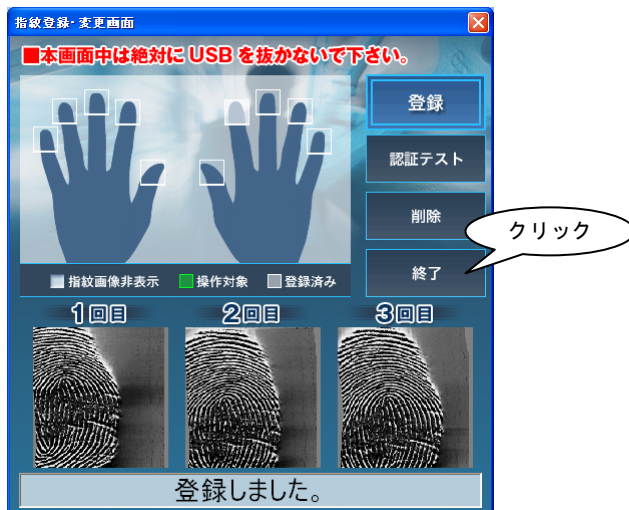 指紋登録・変更画面
■本画面中は絶対に USB を抜かないで下さい。
登録
認証テスト
削除
クリック
終了
指紋画像非表示 操作対象 登録済み
1回目 2回目 3回目
登録しました。